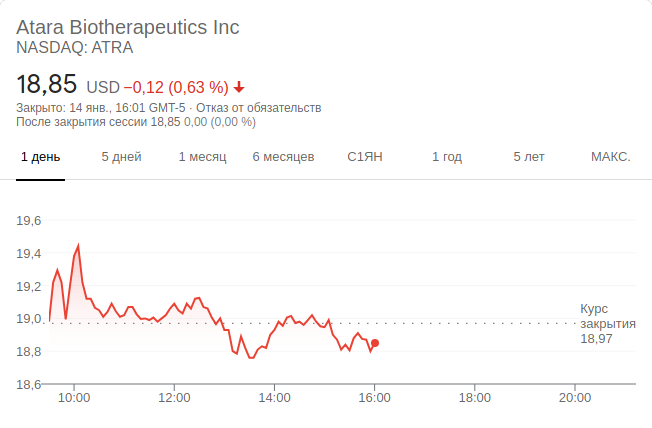 Atara Biotherapeutics Inc
NASDAQ: ATRA
18,85 USD −0,12 (0,63 %)
Закрыто: 14 янв., 16:01 GMT-5 · Отказ от обязательств
После закрытия сессии 18,85 0,00 (0,00 %)
1 день 5 дней 1 месяц 6 месяцев С1ЯН 1 год 5 лет МАКС.
19,6
19,4
19,2
19,0
18,8
18,6
Курс
закрытия
18,97
10:00 12:00 14:00 16:00 18:00 20:00